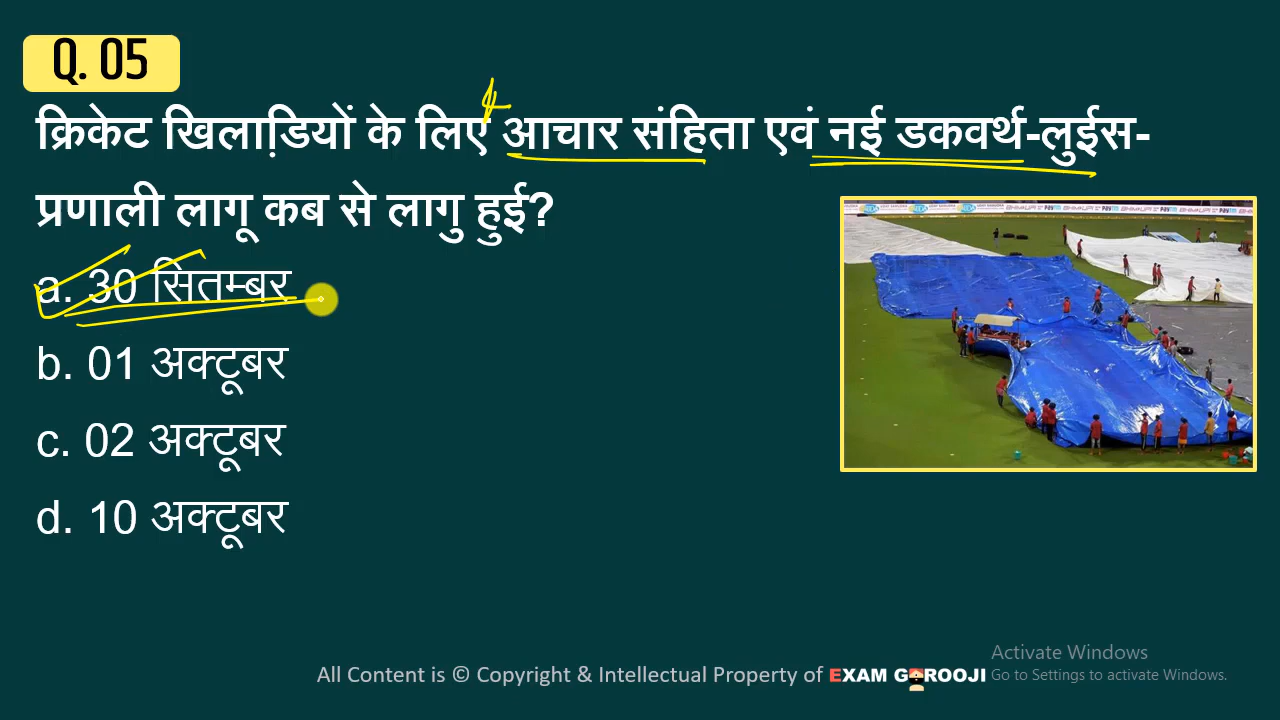 Q. 05
क्रिकेट खिलाड़ियों के लिए आचार संहिता एवं नई डकवर्थ-लुईस-
प्रणाली लागू कब से लागु हुई?
a. 30 सितम्बर
b. 01 अक्टूबर
c. 02 अक्टूबर
d. 10 अक्टूबर
Activate Windows
All Content is © Copyright & Intellectual Property of EXAM GOROOJI Go to Settings to activate Windows.